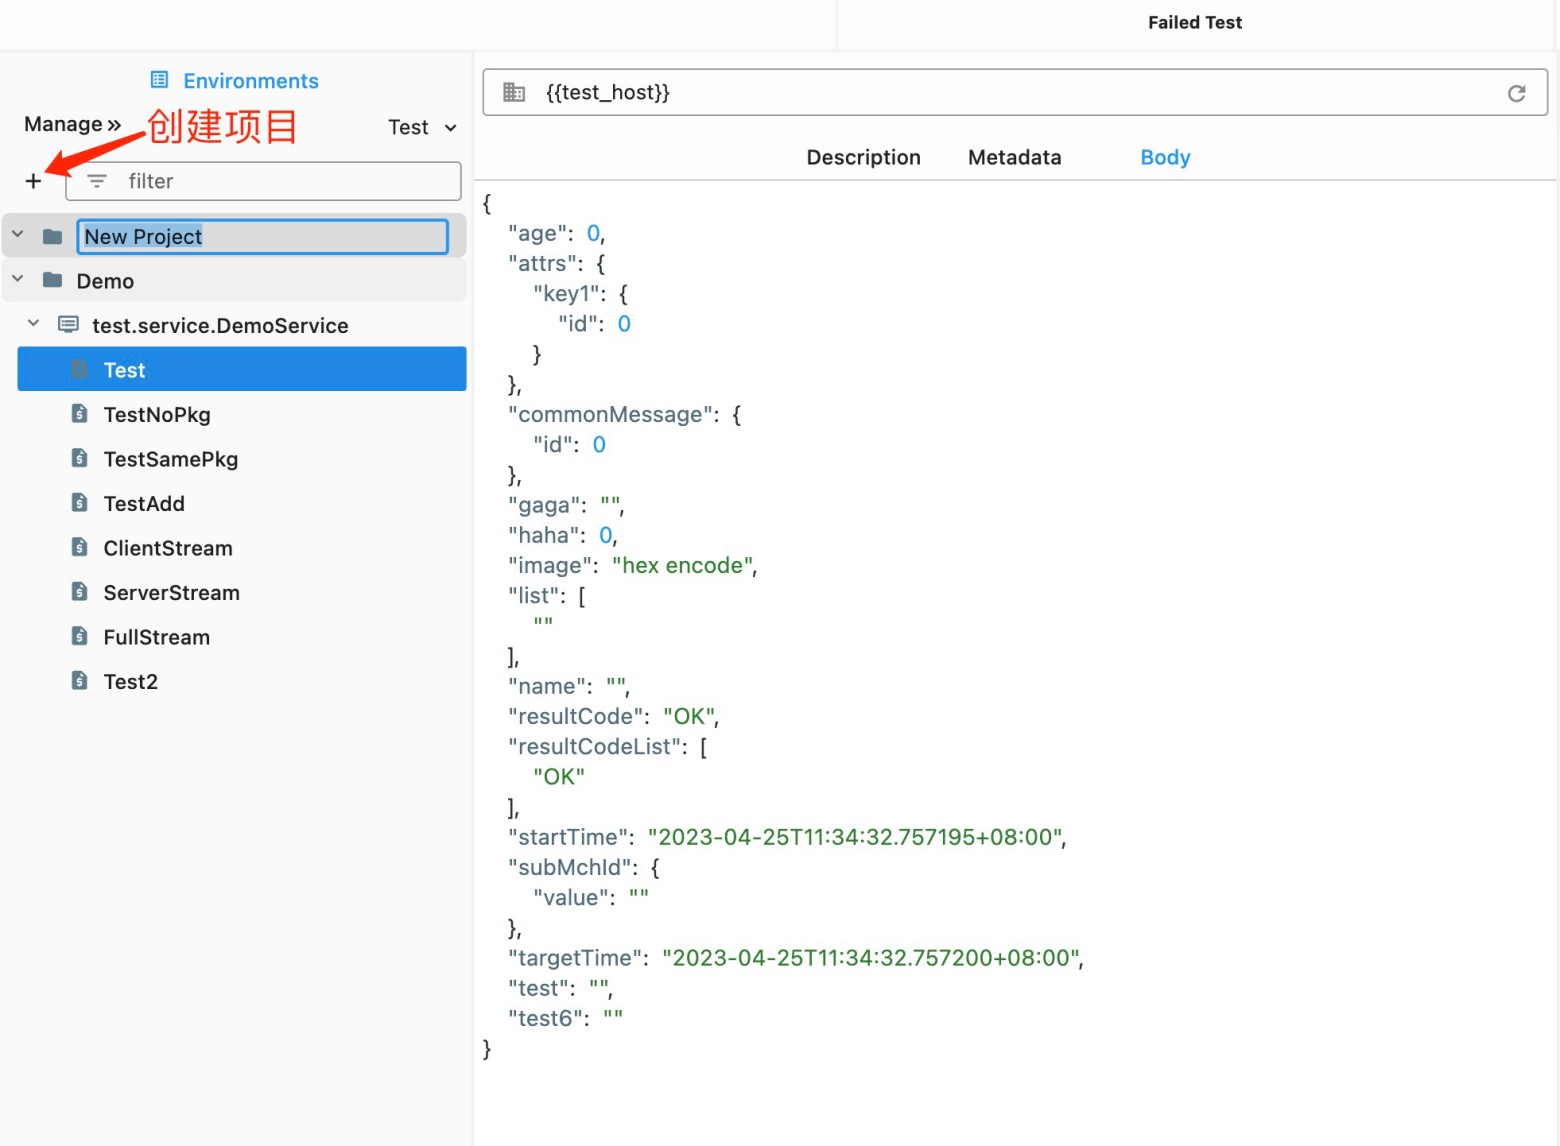 Failed Test
Environments
Manage »
创建项目
Test
+
filter
New Project
Demo
test.service.DemoService
Test
TestNoPkg
TestSamePkg
TestAdd
ClientStream
ServerStream
FullStream
Test2
{{test_host}}
Description Metadata Body
{
"age": 0,
"attrs": {
"key1": {
"id": 0
}
},
"commonMessage": {
"id": 0
},
"gaga": "",
"haha": 0,
"image": "hex encode",
"list": [
""
],
"name": "",
"resultCode": "OK",
"resultCodeList": [
"OK"
],
"startTime": "2023-04-25T11:34:32.757195+08:00",
"subMchId": {
"value": ""
},
"targetTime": "2023-04-25T11:34:32.757200+08:00",
"test": "",
"test6": ""
}